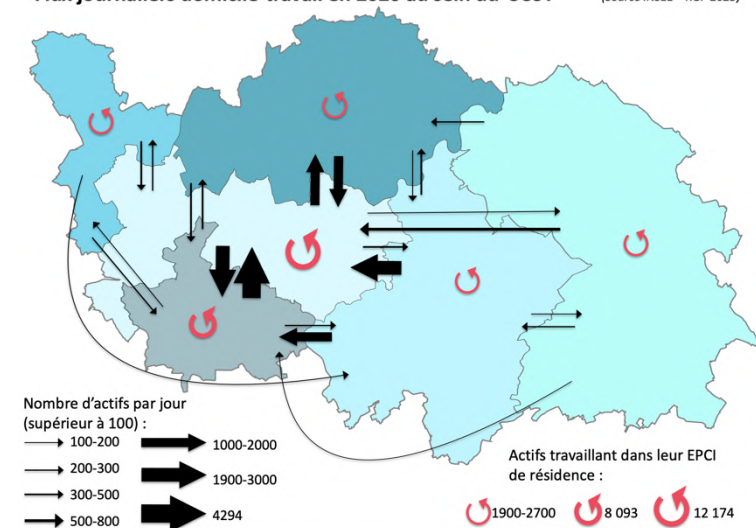 Nombre d'actifs par jour
(supérieur à 100) :
100-200
200-300
300-500
500-800
1000-2000
1900-3000
4294
Actifs travaillant dans leur EPCI
de résidence :
1900-2700
8 093
12 174